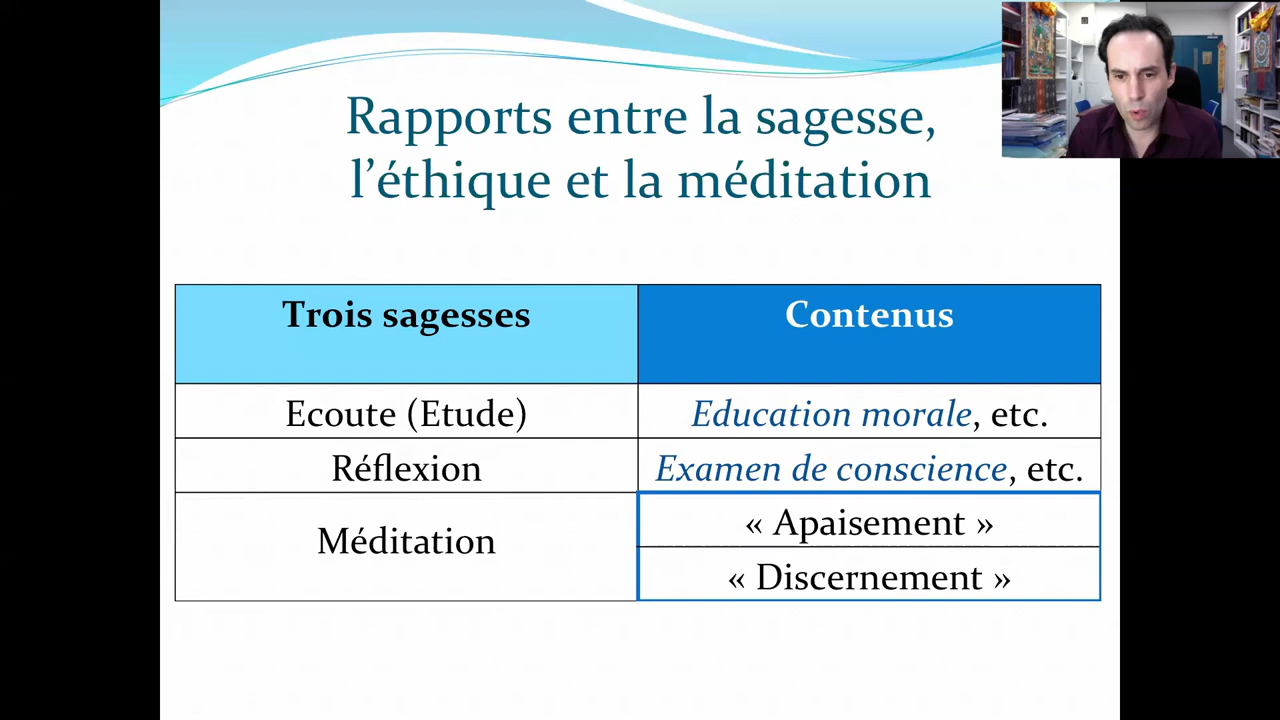 Rapports entre la sagesse,
l’éthique et la méditation
Trois sagesses
Contenus
Ecoute (Etude)
Education morale, etc.
Réflexion
Examen de conscience, etc.
Méditation
« Apaisement »
« Discernement »